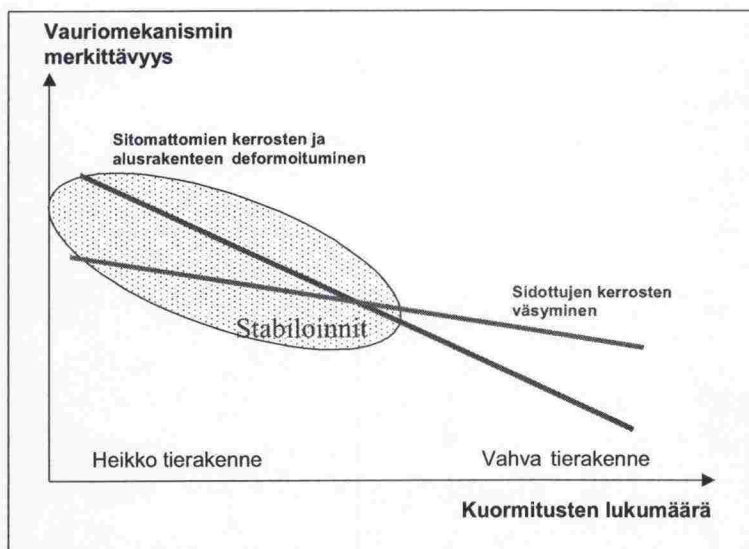 Vauriomekanismin
merkittävyys
Sitomattomien kerrosten ja
alusrakenteen deformoituminen
Sidottujen kerrosten
väsyminen
Stabiloinnit
Heikko tierakenne
Vahva tierakenne
Kuormitusten lukumäärä